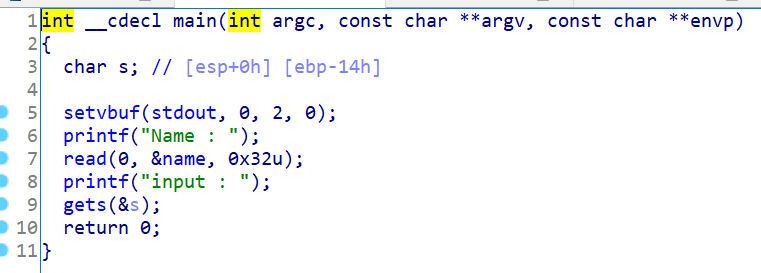 1 int __cdecl main(int argc, const char **argv, const char **envp)
2 {
3   char s; // [esp+0h] [ebp-14h]
4
5   setvbuf(stdout, 0, 2, 0);
6   printf("Name : ");
7   read(0, &name, 0x32u);
8   printf("input : ");
9   gets(&s);
10   return 0;
11 }